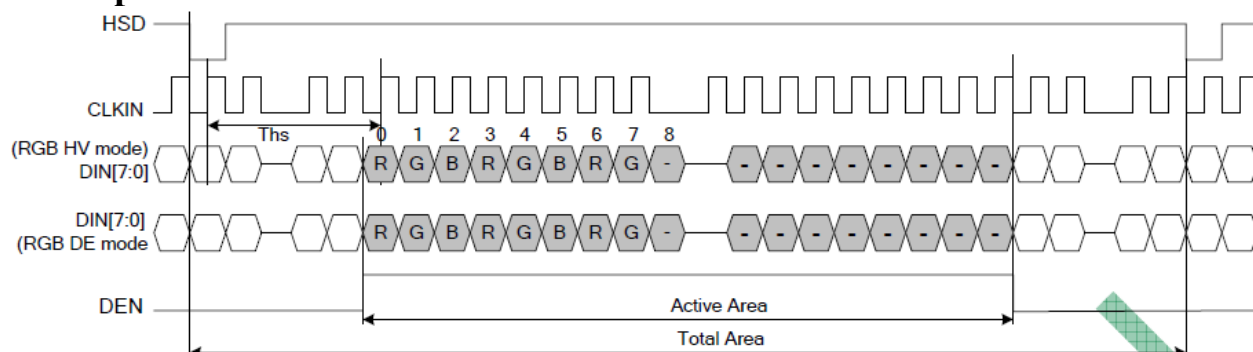 HSD
CLKIN
Ths
0 1 2 3 4 5 6 7 8
(RGB HV mode)
DIN[7:0]
R G B R G B R G - - - - - - - - -
DIN[7:0]
(RGB DE mode
R G B R G B R G - - - - - - - - -
DEN
Active Area
Total Area